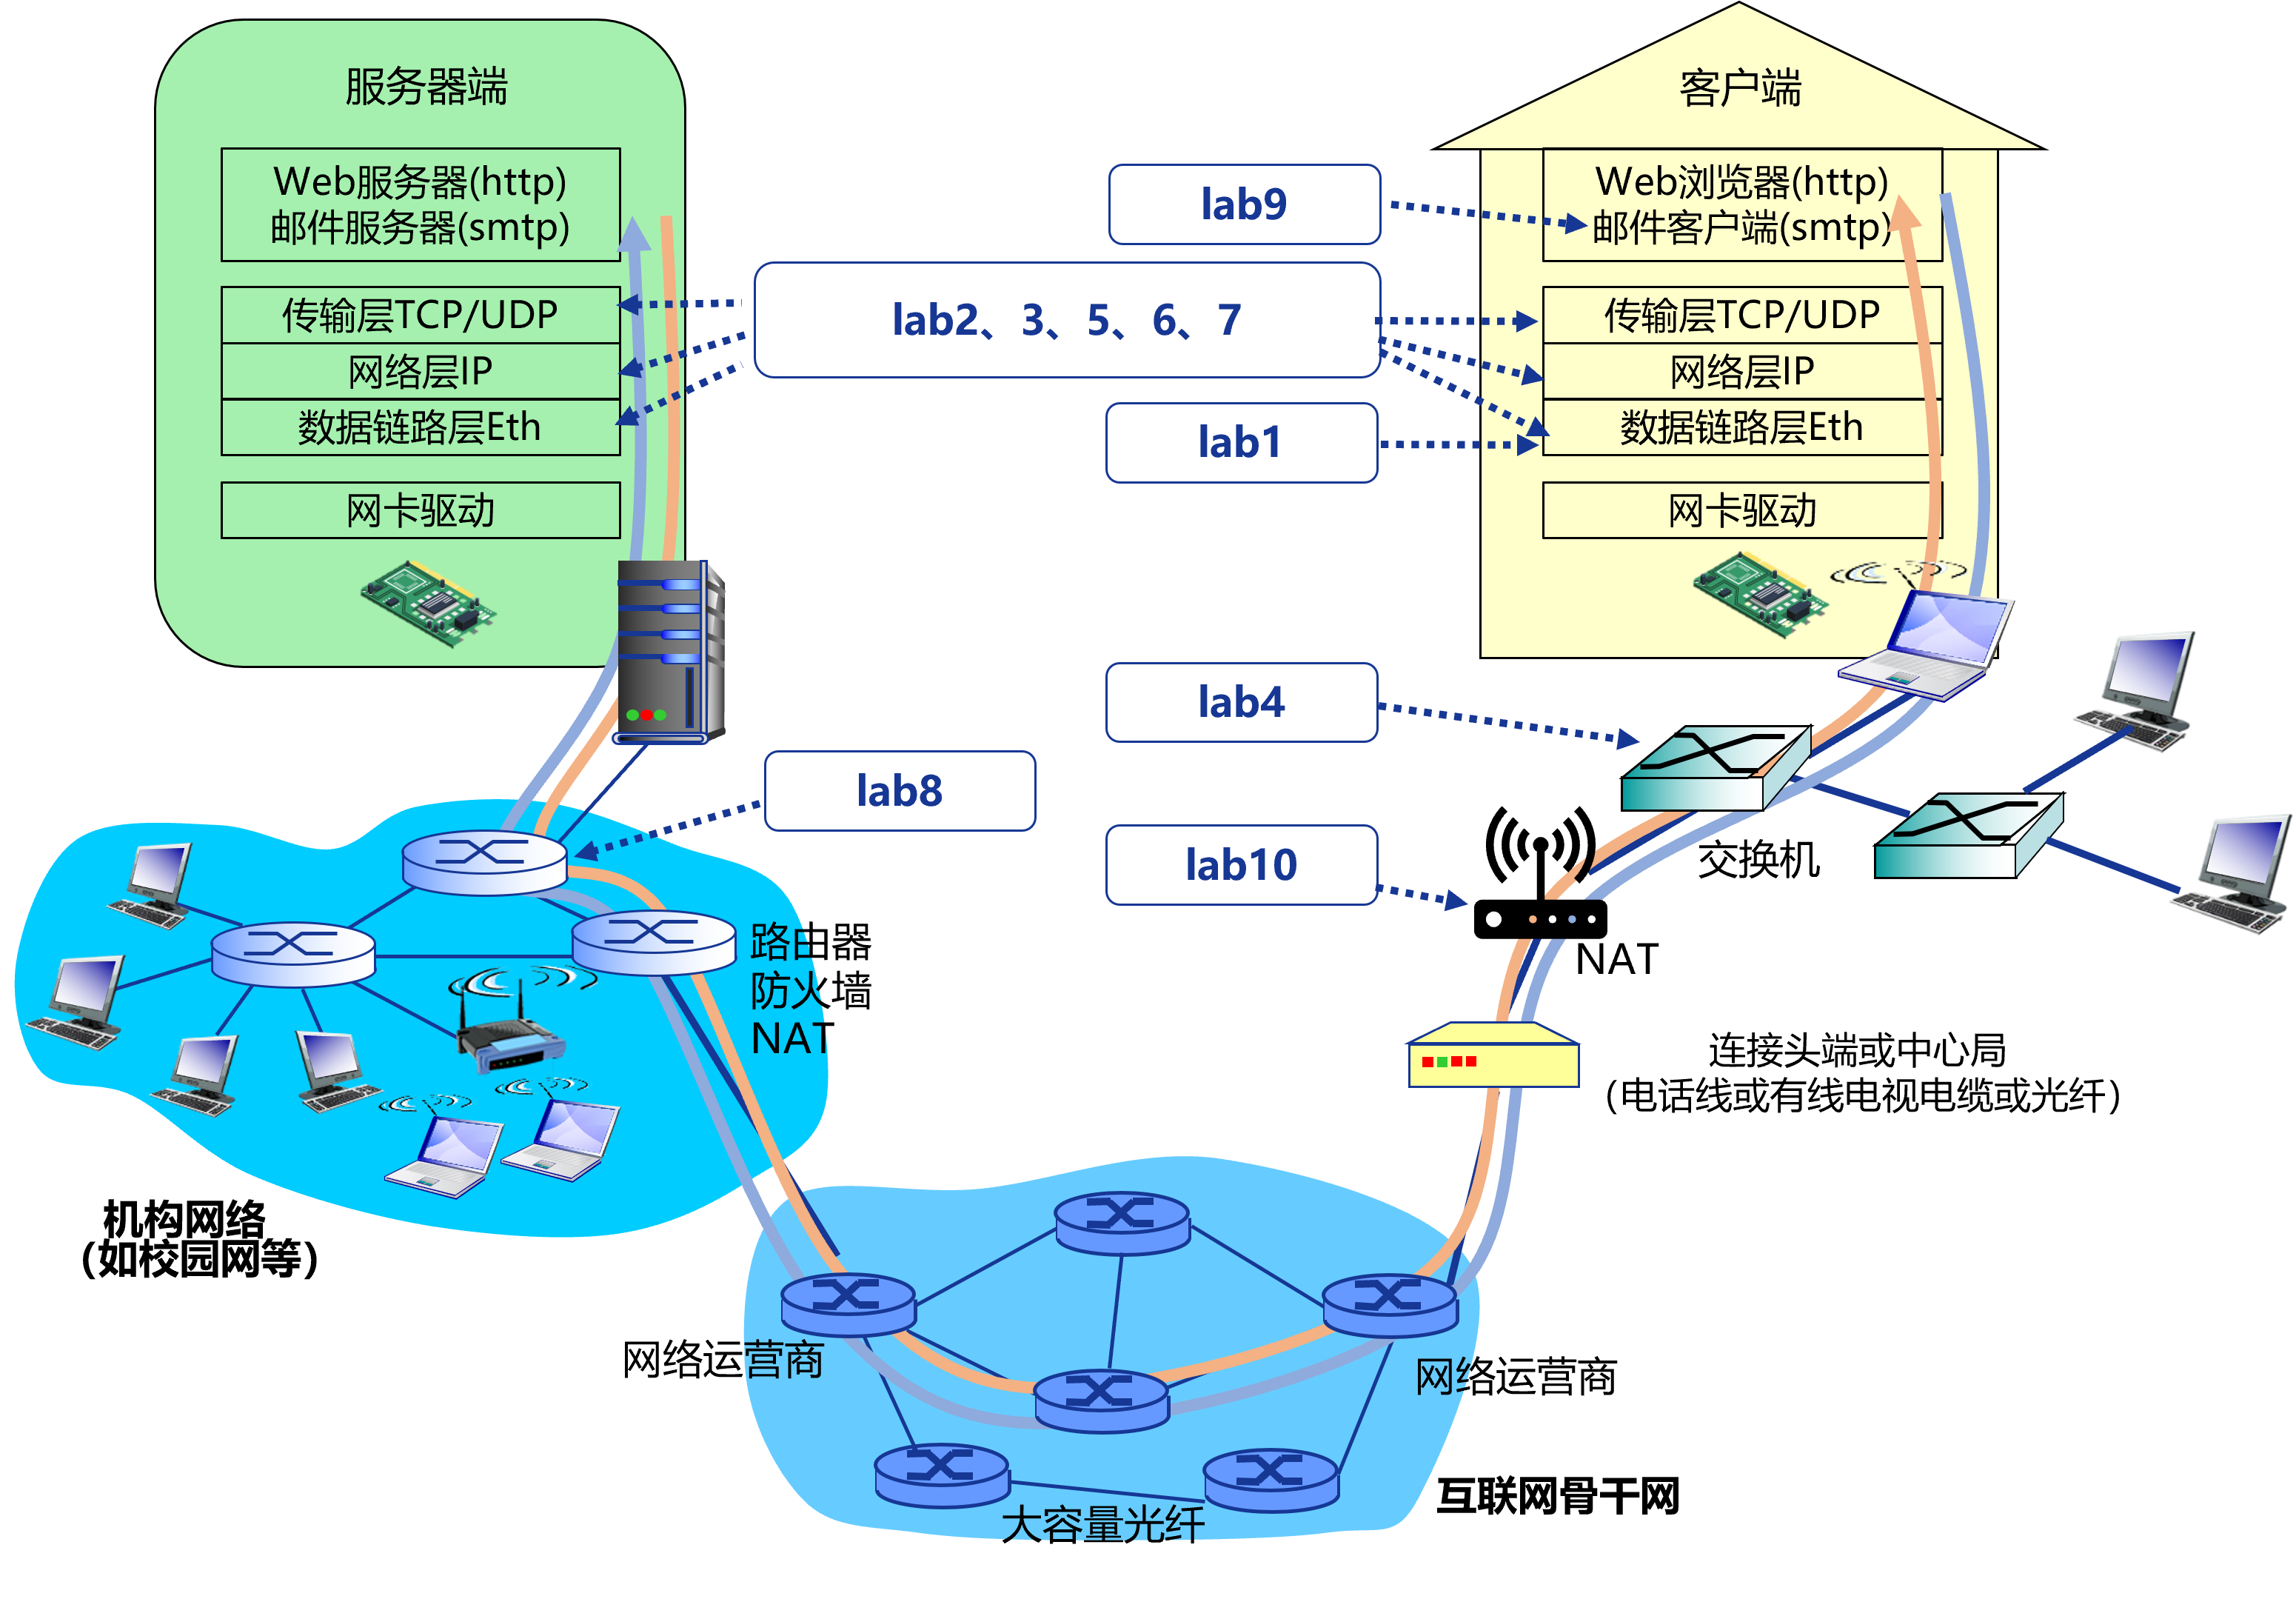 服务器端
Web服务器(http)
邮件服务器(smtp)
传输层TCP/UDP
网络层IP
数据链路层Eth
网卡驱动
lab9
lab2、3、5、6、7
lab1
客户端
Web浏览器(http)
邮件客户端(smtp)
传输层TCP/UDP
网络层IP
数据链路层Eth
网卡驱动
lab4
lab8
lab10
交换机
NAT
路由器
防火墙
NAT
连接头端或中心局
（电话线或有线电视电缆或光纤）
机构网络
（如校园网等）
网络运营商
网络运营商
大容量光纤
互联网骨干网